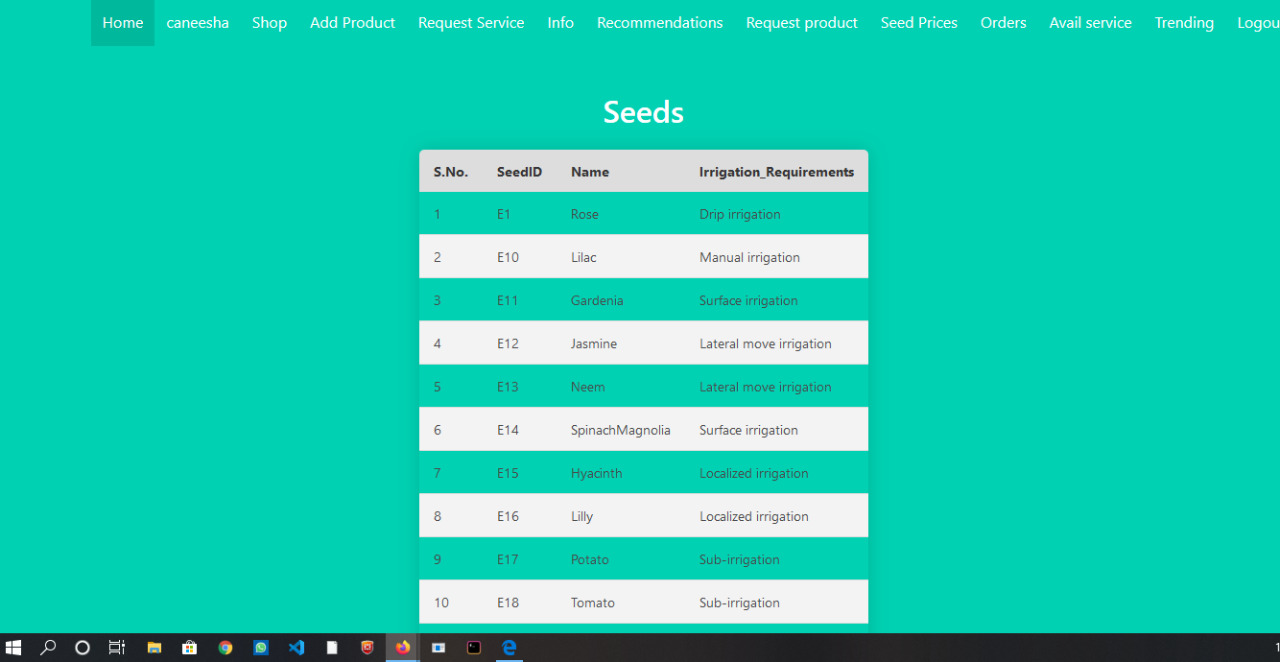 Home caneesha Shop Add Product Request Service Info Recommendations Request product Seed Prices Orders Avail service Trending Logou
Seeds
S.No. SeedID Name Irrigation_Requirements
1 E1 Rose Drip irrigation
2 E10 Lilac Manual irrigation
3 E11 Gardenia Surface irrigation
4 E12 Jasmine Lateral move irrigation
5 E13 Neem Lateral move irrigation
6 E14 SpinachMagnolia Surface irrigation
7 E15 Hyacinth Localized irrigation
8 E16 Lilly Localized irrigation
9 E17 Potato Sub-irrigation
10 E18 Tomato Sub-irrigation